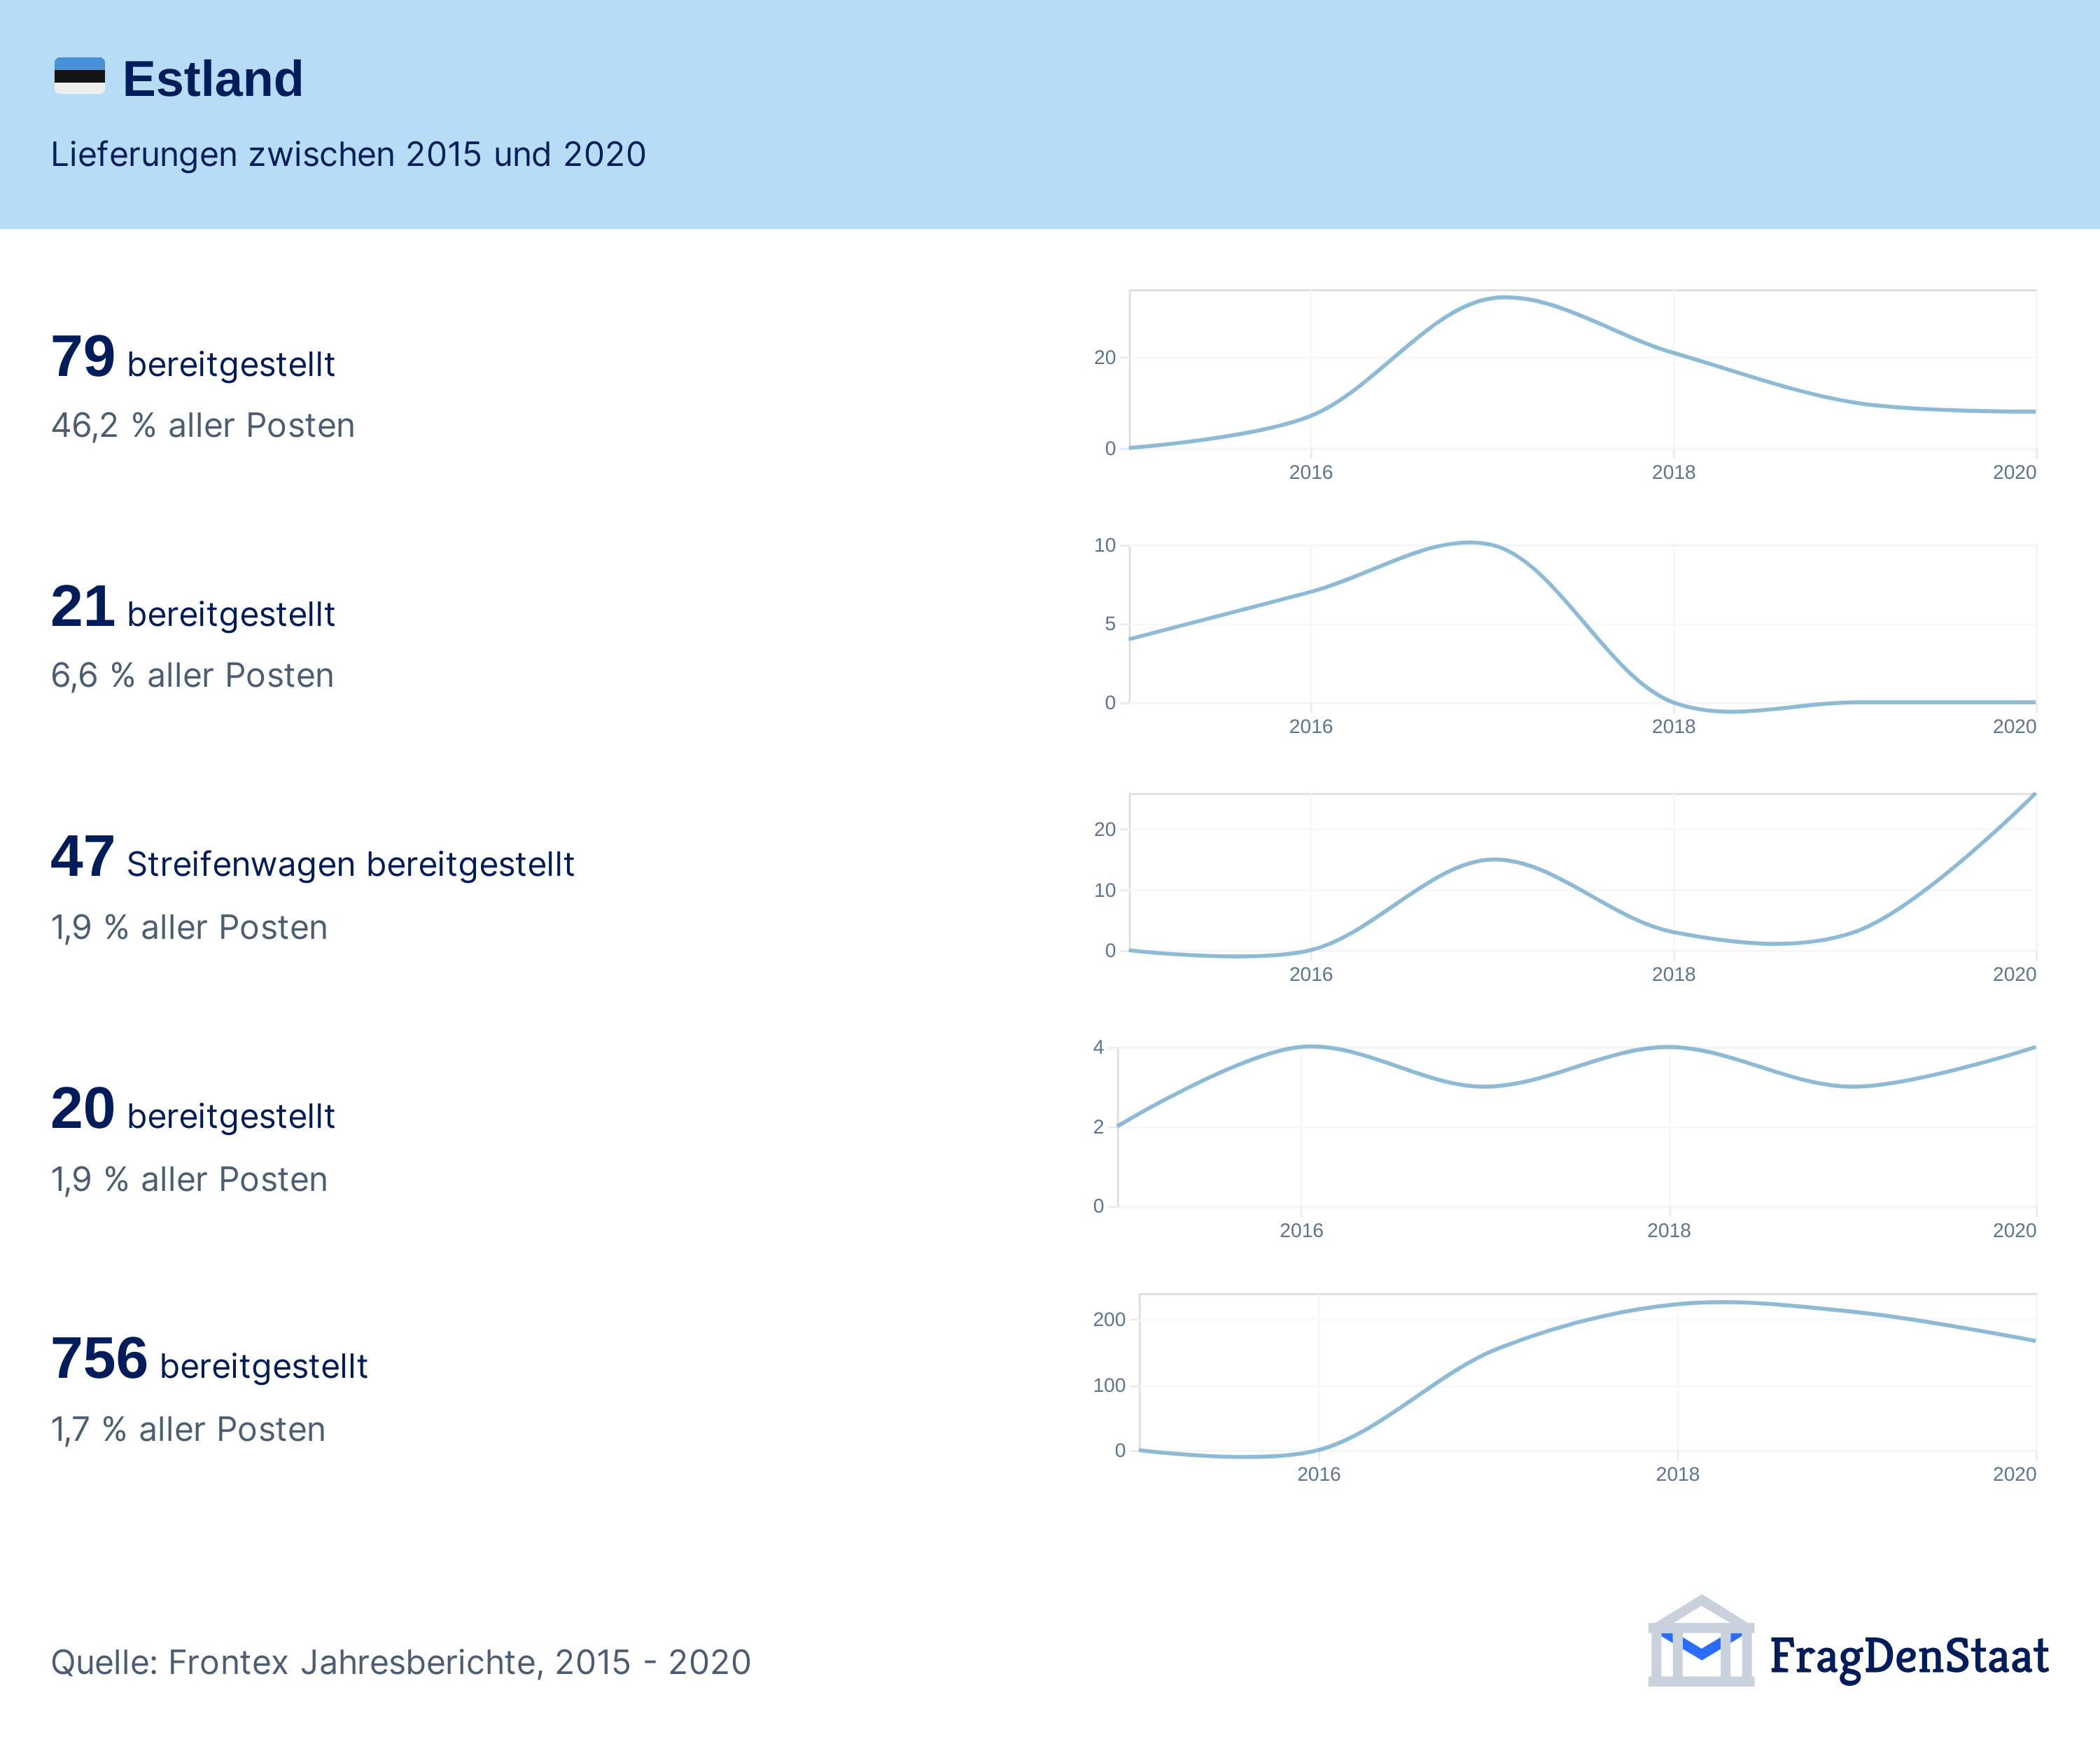 Estland
Lieferungen zwischen 2015 und 2020
79 bereitgestellt
46,2 % aller Posten
20
0
2016 2018 2020
21 bereitgestellt
6,6 % aller Posten
10
5
0
2016 2018 2020
47 Streifenwagen bereitgestellt
1,9 % aller Posten
20
10
0
2016 2018 2020
20 bereitgestellt
1,9 % aller Posten
4
2
0
2016 2018 2020
756 bereitgestellt
1,7 % aller Posten
200
100
0
2016 2018 2020
Quelle: Frontex Jahresberichte, 2015 - 2020
FragDenStaat